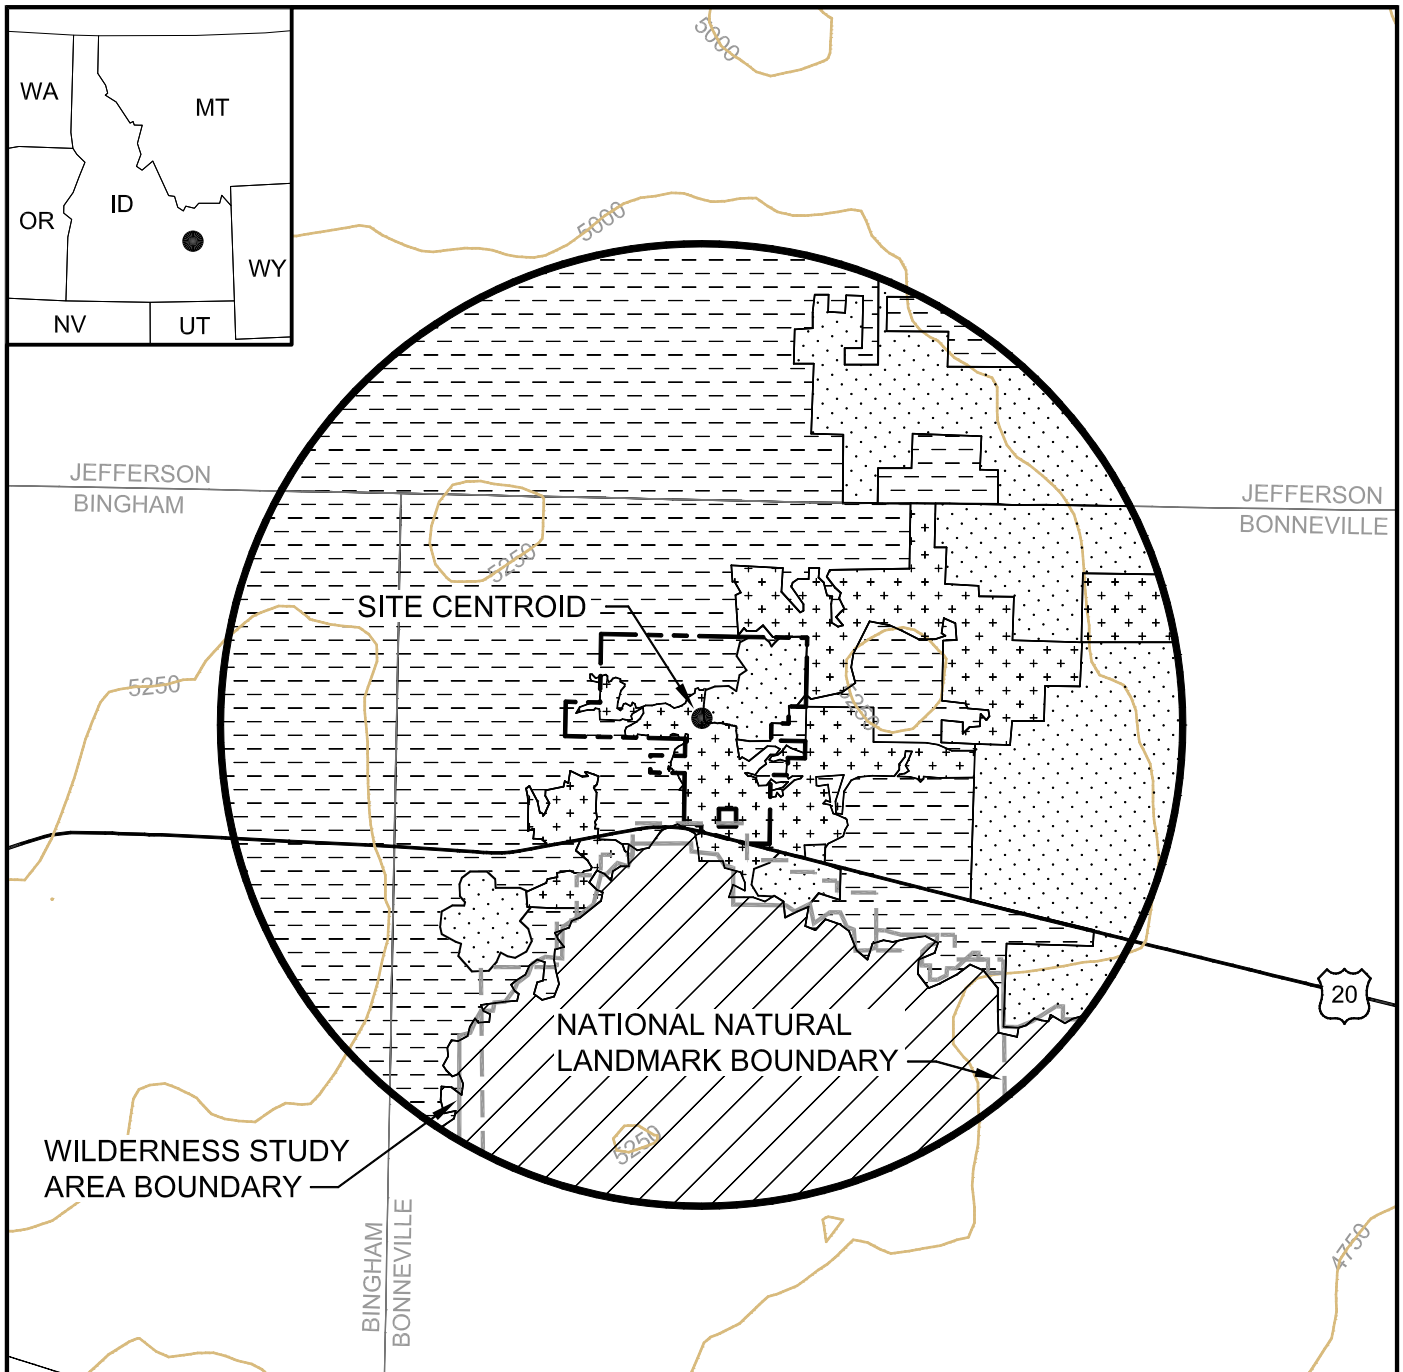 5000
WA
MT
OR
ID
WY
NV
UT
5000
JEFFERSON
BINGHAM
JEFFERSON
BONNEVILLE
5250
SITE CENTROID
5250
5250
NATIONAL NATURAL
LANDMARK BOUNDARY
20
WILDERNESS STUDY
AREA BOUNDARY
5250
BINGHAM
BONNEVILLE
4750